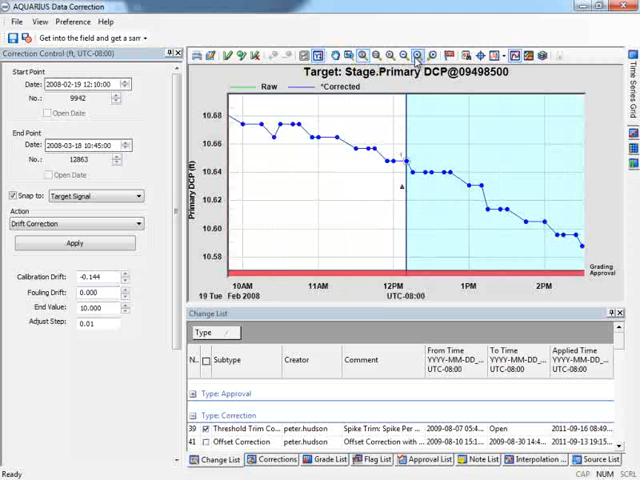 AQUARIUS Data Correction
File View Preference Help
Get into the field and get a sam
Correction Control (ft, UTC-08:00)
Start Point
Date: 2008-02-19 12:10:00
No.: 9942
Open Date
End Point
Date: 2008-03-18 10:45:00
No.: 12863
Open Date
Snap to: Target Signal
Action
Drift Correction
Apply
Calibration Drift: -0.144
Fouling Drift: 0.000
End Value: 10.000
Adjust Step: 0.01
Target: Stage.Primary DCP@09498500
Raw *Corrected
Primary DCP (ft)
10.68
10.66
10.64
10.62
10.60
10.58
Grading
Approval
10AM 11AM 12PM 1PM 2PM
19 Tue Feb 2008 UTC-08:00
Time Series Grid
Change List
Type
N... Subtype Creator Comment From Time YYYY-MM-DD_... UTC-08:00 To Time YYYY-MM-DD_... UTC-08:00 Applied Time YYYY-MM-DD_... UTC-08:00
Type: Approval
Type: Correction
39 Threshold Trim Co... peter.hudson Spike Trim: Spike Per ... 2009-08-07 05:4... Open 2011-09-16 08:49...
41 Offset Correction peter.hudson Offset Correction with ... 2009-08-10 15:1... 2009-08-30 14:4... 2011-09-13 19:15...
Change List Corrections Grade List Flag List Approval List Note List Interpolation ... Source List
Ready CAP NUM SCRL